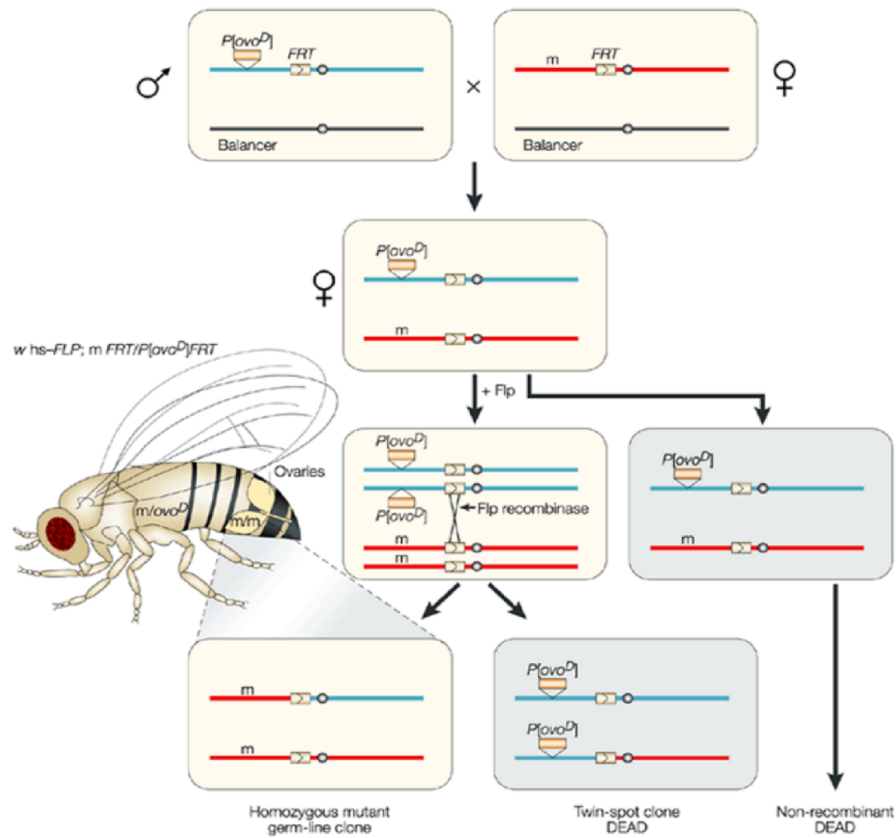 P[ovoᴰ]
FRT
m
FRT
♂
×
♀
Balancer
Balancer
P[ovoᴰ]
♀
m
w hs–FLP; m FRT/P[ovoᴰ]FRT
+ Flp
P[ovoᴰ]
P[ovoᴰ]
Ovaries
m/ovoᴰ
m/m
P[ovoᴰ]
Flp recombinase
m
m
m
P[ovoᴰ]
m
m
P[ovoᴰ]
Homozygous mutant
germ-line clone
Twin-spot clone
DEAD
Non-recombinant
DEAD